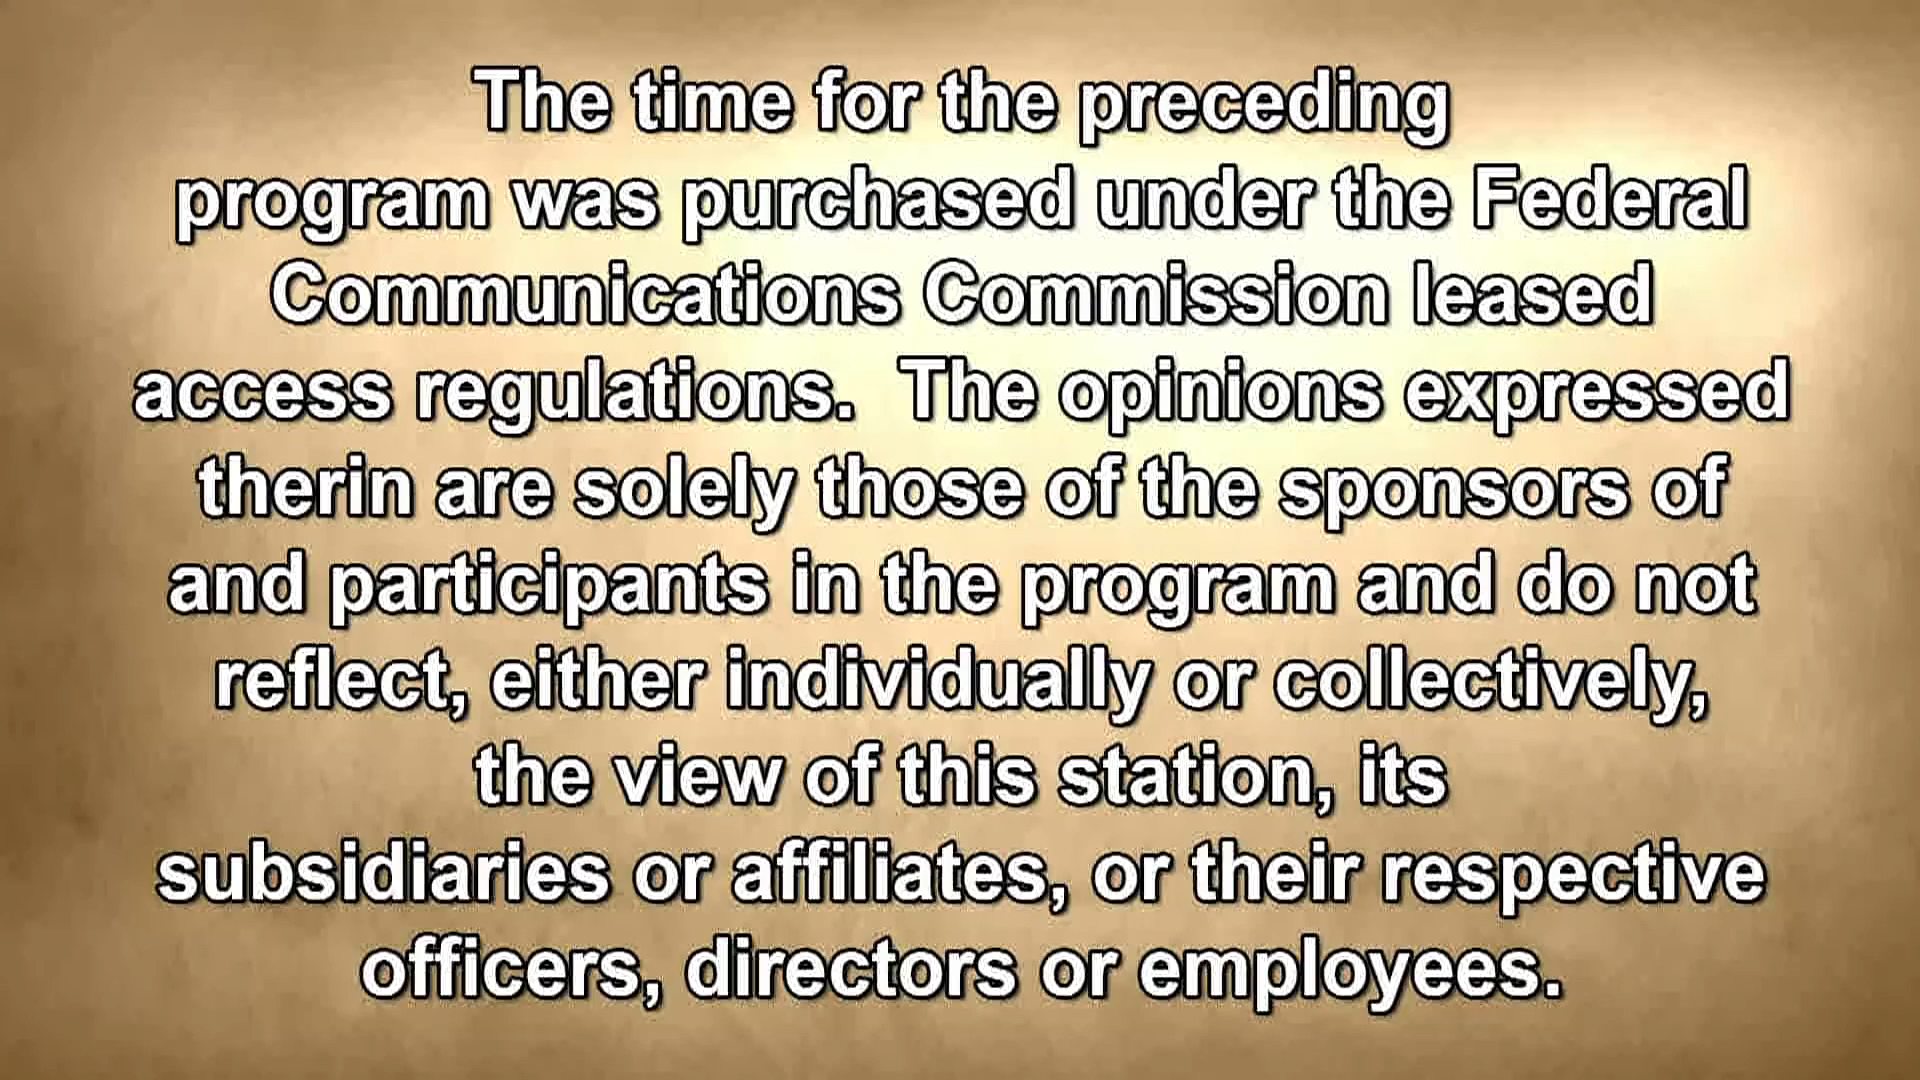 The time for the preceding
program was purchased under the Federal
Communications Commission leased
access regulations.  The opinions expressed
therin are solely those of the sponsors of
and participants in the program and do not
reflect, either individually or collectively,
the view of this station, its
subsidiaries or affiliates, or their respective
officers, directors or employees.